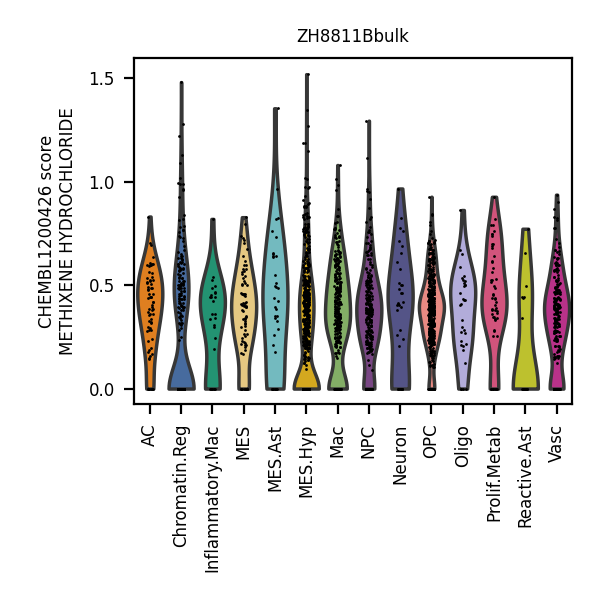 ZH8811Bbulk
CHEMBL1200426 score
METHIXENE HYDROCHLORIDE
1.5
1.0
0.5
0.0
AC
Chromatin.Reg
Inflammatory.Mac
MES
MES.Ast
MES.Hyp
Mac
NPC
Neuron
OPC
Oligo
Prolif.Metab
Reactive.Ast
Vasc